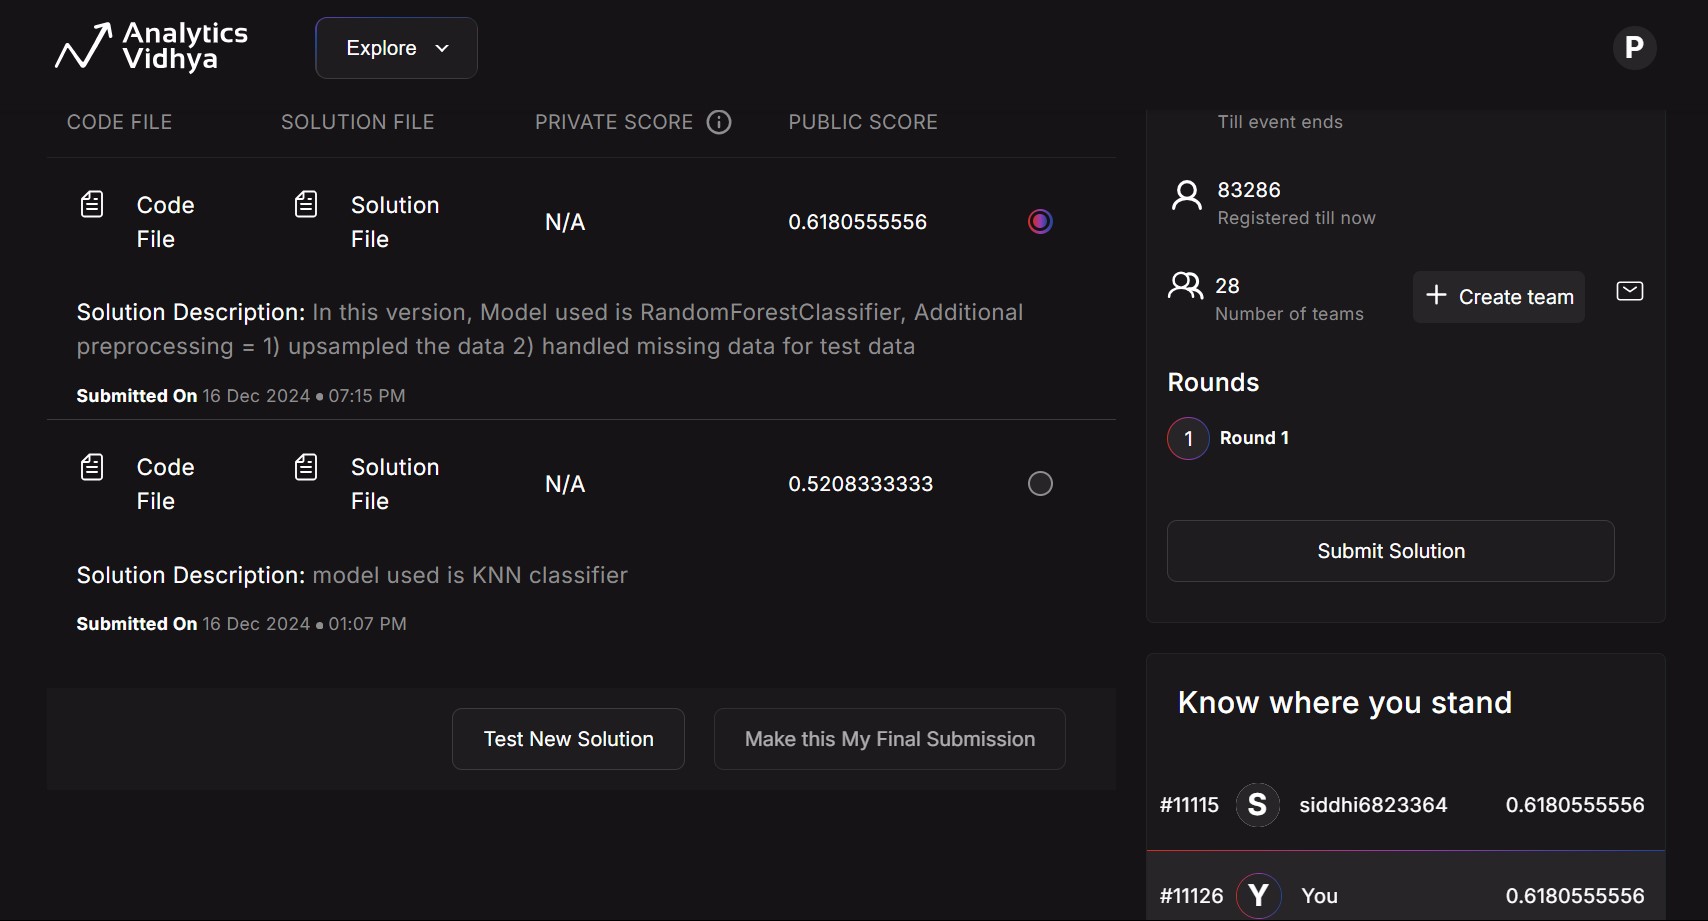 Analytics
Vidhya
Explore
P
CODE FILE
SOLUTION FILE
PRIVATE SCORE
PUBLIC SCORE
Code
File
Solution
File
N/A
0.6180555556
Solution Description: In this version, Model used is RandomForestClassifier, Additional
preprocessing = 1) upsampled the data 2) handled missing data for test data
Submitted On 16 Dec 2024 • 07:15 PM
Code
File
Solution
File
N/A
0.5208333333
Solution Description: model used is KNN classifier
Submitted On 16 Dec 2024 • 01:07 PM
Test New Solution
Make this My Final Submission
Till event ends
83286
Registered till now
28
Number of teams
+ Create team
Rounds
1 Round 1
Submit Solution
Know where you stand
#11115 S siddhi6823364 0.6180555556
#11126 Y You 0.6180555556